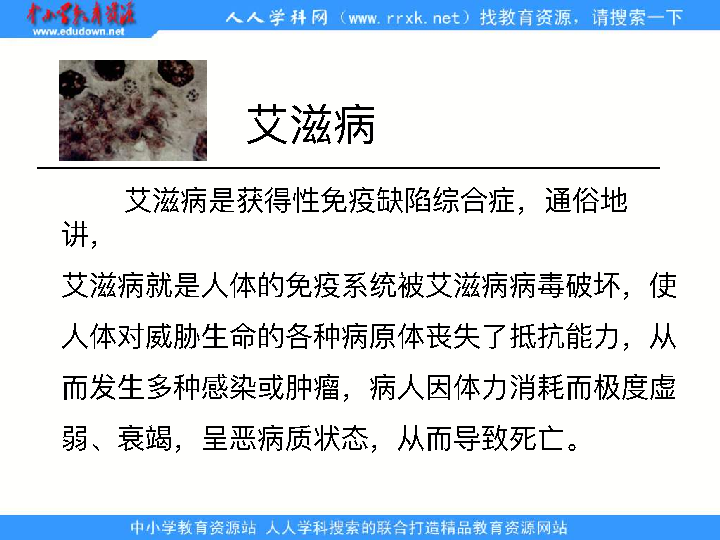 中小学教育资源
www.edudown.net
人人学科网（www.rrxk.net）找教育资源，请搜索一下
艾滋病
艾滋病是获得性免疫缺陷综合症，通俗地
讲，
艾滋病就是人体的免疫系统被艾滋病病毒破坏，使
人体对威胁生命的各种病原体丧失了抵抗能力，从
而发生多种感染或肿瘤，病人因体力消耗而极度虚
弱、衰竭，呈恶病质状态，从而导致死亡。
中小学教育资源站 人人学科搜索的联合打造精品教育资源网站